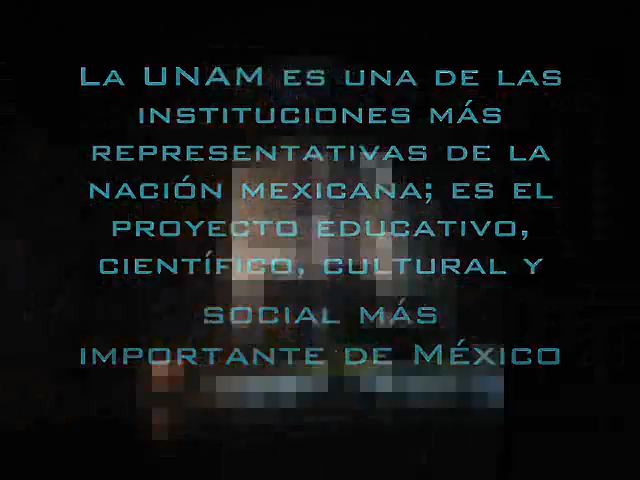 La UNAM es una de las
instituciones más
representativas de la
nación mexicana; es el
proyecto educativo,
científico, cultural y
social más
importante de México